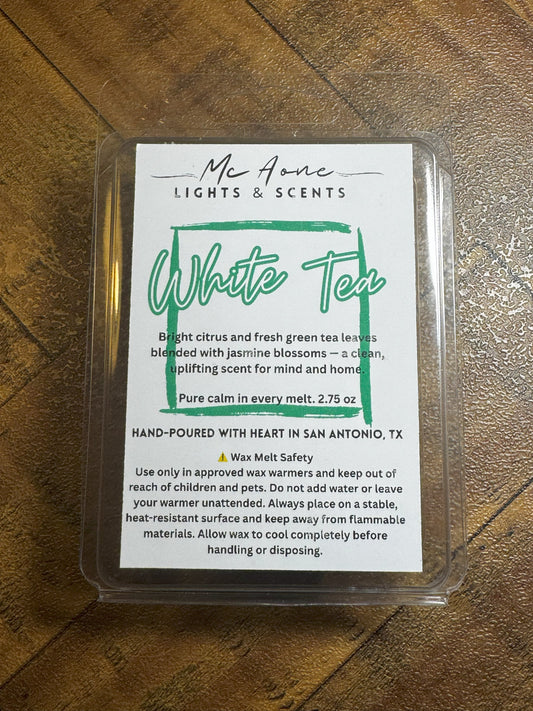 Mc Aone
LIGHTS & SCENTS
White Tea
Bright citrus and fresh green tea leaves
blended with jasmine blossoms — a clean,
uplifting scent for mind and home.
Pure calm in every melt. 2.75 oz
HAND-POURED WITH HEART IN SAN ANTONIO, TX
⚠️ Wax Melt Safety
Use only in approved wax warmers and keep out of
reach of children and pets. Do not add water or leave
your warmer unattended. Always place on a stable,
heat-resistant surface and keep away from flammable
materials. Allow wax to cool completely before
handling or disposing.